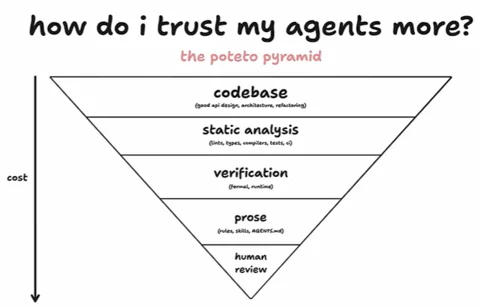 how do i trust my agents more?
the poteto pyramid
codebase
(good api design, architecture, refactoring)
static analysis
(lints, types, compilers, tests, ci)
cost
verification
(formal, runtime)
prose
(rules, skills, AGENTS.md)
human
review